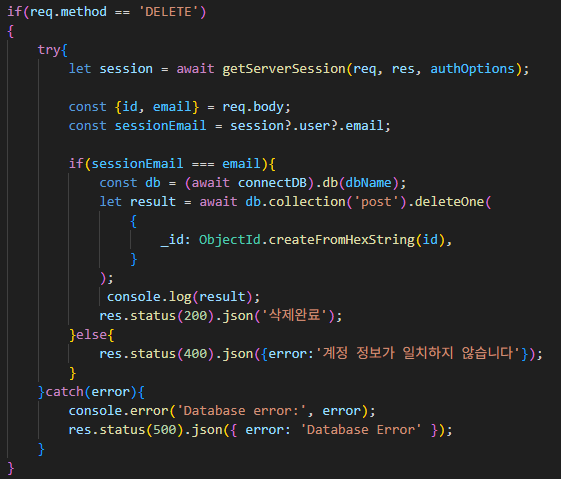 if(req.method == 'DELETE')
{
    try{
        let session = await getServerSession(req, res, authOptions);

        const {id, email} = req.body;
        const sessionEmail = session?.user?.email;

        if(sessionEmail === email){
            const db = (await connectDB).db(dbName);
            let result = await db.collection('post').deleteOne(
                {
                    _id: ObjectId.createFromHexString(id),
                }
            );
             console.log(result);
            res.status(200).json('삭제완료');
        }else{
            res.status(400).json({error:'계정 정보가 일치하지 않습니다'});
        }
    }catch(error){
        console.error('Database error:', error);
        res.status(500).json({ error: 'Database Error' });
    }
}